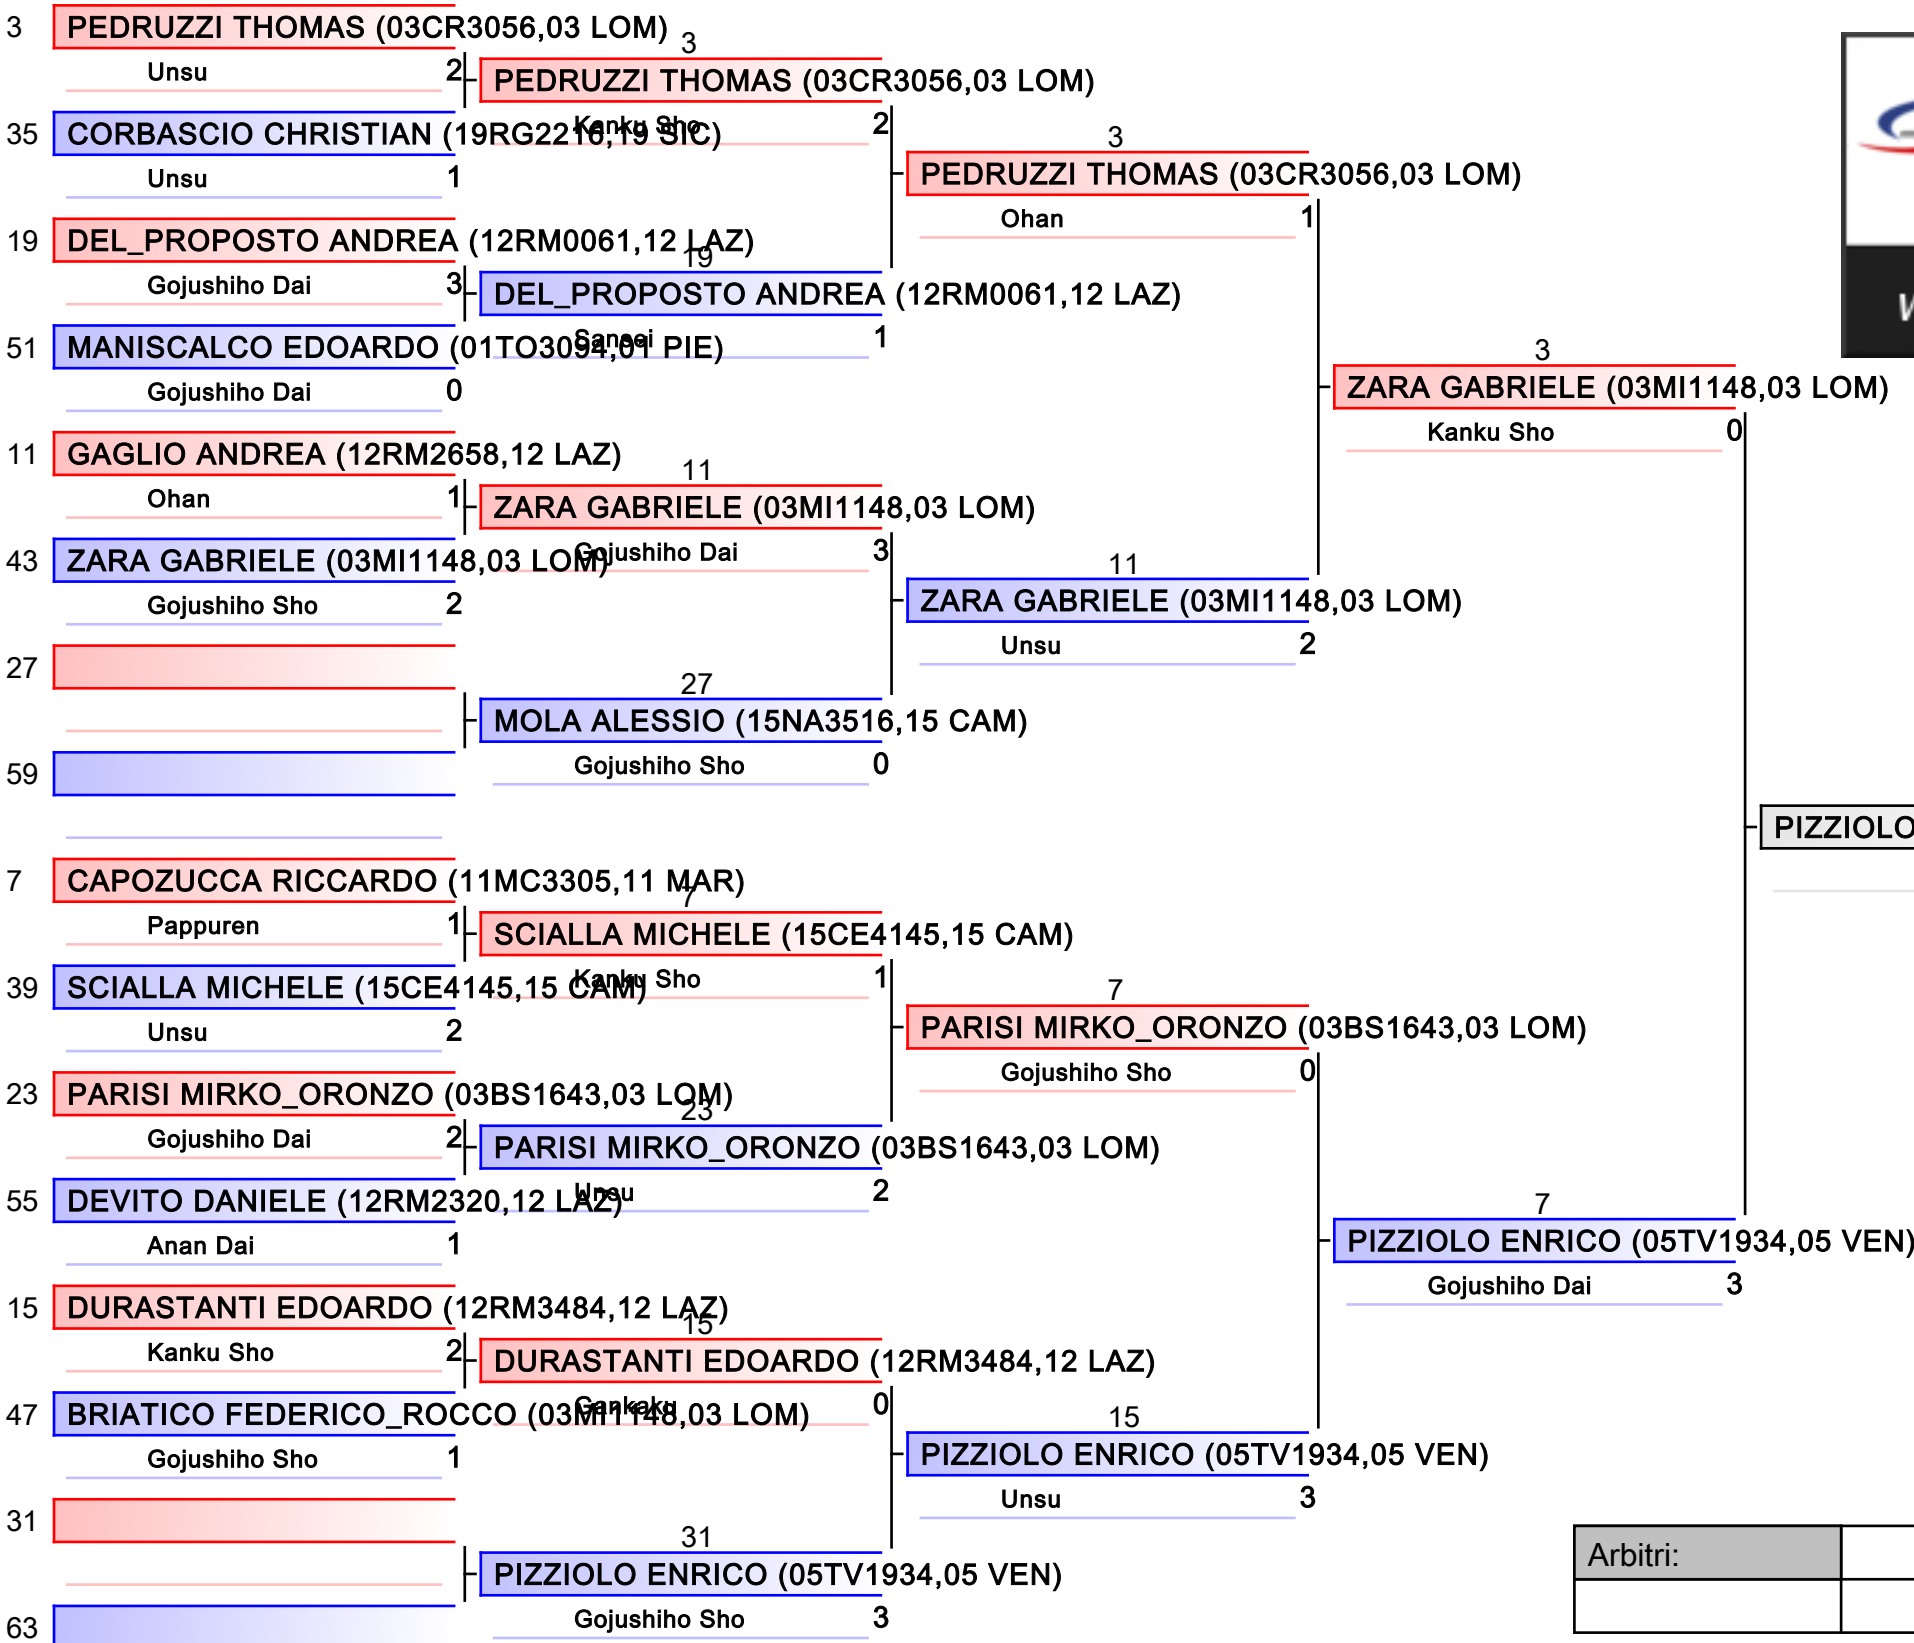 3 PEDRUZZI THOMAS (03CR3056,03 LOM)
Unsu 2
3
PEDRUZZI THOMAS (03CR3056,03 LOM)
Kanku Sho 2
35 CORBASCIO CHRISTIAN (19RG2216,19 SIC)
Unsu 1
3
PEDRUZZI THOMAS (03CR3056,03 LOM)
Ohan 1
19 DEL_PROPOSTO ANDREA (12RM0061,12 LAZ)
Gojushiho Dai 3
19
DEL_PROPOSTO ANDREA (12RM0061,12 LAZ)
Sansei 1
51 MANISCALCO EDOARDO (01TO3094,01 PIE)
Gojushiho Dai 0
3
ZARA GABRIELE (03MI1148,03 LOM)
Kanku Sho 0
11 GAGLIO ANDREA (12RM2658,12 LAZ)
Ohan 1
11
ZARA GABRIELE (03MI1148,03 LOM)
Gojushiho Dai 3
43 ZARA GABRIELE (03MI1148,03 LOM)
Gojushiho Sho 2
11
ZARA GABRIELE (03MI1148,03 LOM)
Unsu 2
27
27
MOLA ALESSIO (15NA3516,15 CAM)
Gojushiho Sho 0
59
PIZZIOLO
7 CAPOZUCCA RICCARDO (11MC3305,11 MAR)
Pappuren 1
7
SCIALLA MICHELE (15CE4145,15 CAM)
Kanku Sho 1
39 SCIALLA MICHELE (15CE4145,15 CAM)
Unsu 2
7
PARISI MIRKO_ORONZO (03BS1643,03 LOM)
Gojushiho Sho 0
23 PARISI MIRKO_ORONZO (03BS1643,03 LOM)
Gojushiho Dai 2
23
PARISI MIRKO_ORONZO (03BS1643,03 LOM)
Unsu 2
55 DEVITO DANIELE (12RM2320,12 LAZ)
Anan Dai 1
7
PIZZIOLO ENRICO (05TV1934,05 VEN)
Gojushiho Dai 3
15 DURASTANTI EDOARDO (12RM3484,12 LAZ)
Kanku Sho 2
15
DURASTANTI EDOARDO (12RM3484,12 LAZ)
Gankaku 0
47 BRIATICO FEDERICO_ROCCO (03MI1148,03 LOM)
Gojushiho Sho 1
15
PIZZIOLO ENRICO (05TV1934,05 VEN)
Unsu 3
31
31
PIZZIOLO ENRICO (05TV1934,05 VEN)
Gojushiho Sho 3
63
Arbitri: